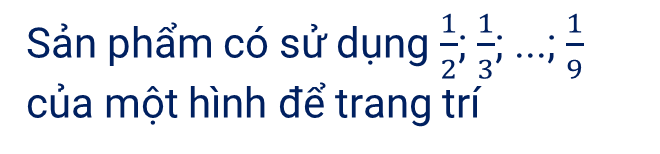 Sản phẩm có sử dụng 1/2; 1/3; ...; 1/9
của một hình để trang trí